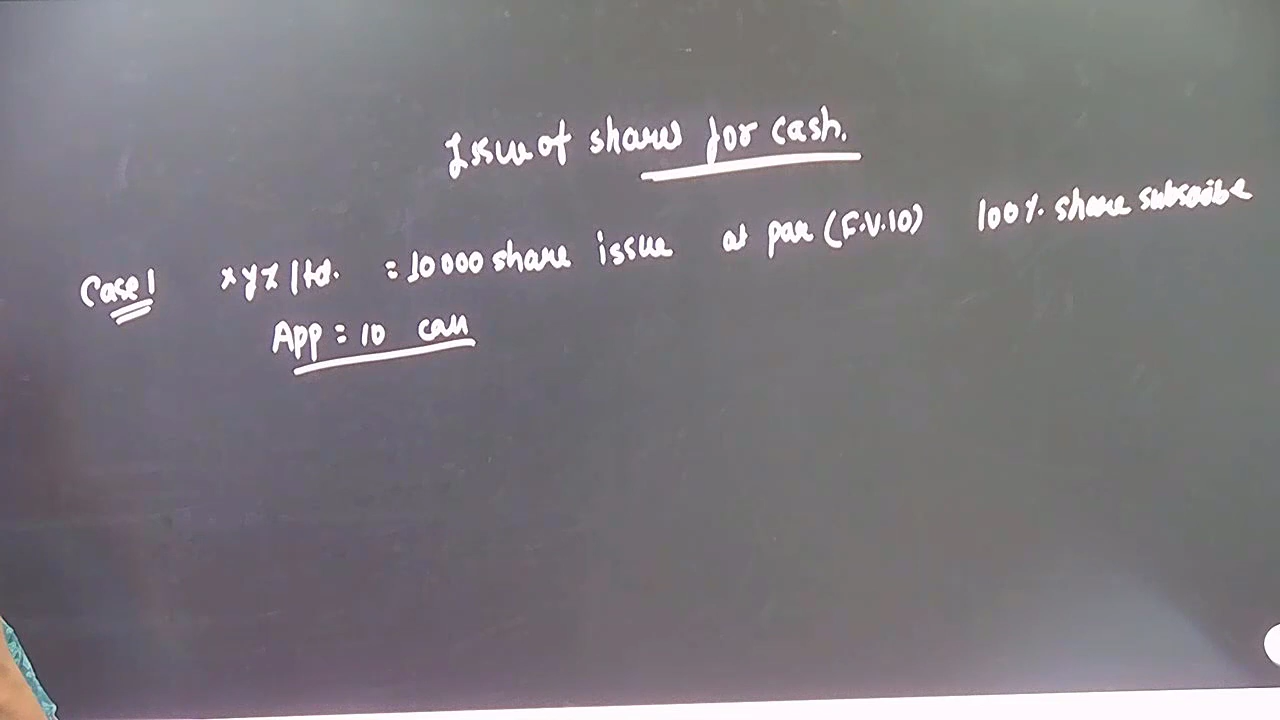 Issue of shares for cash.
Case 1 xyz ltd. = 10000 share issue at par (F.V.10) 100% share subscribe
App = 10 call